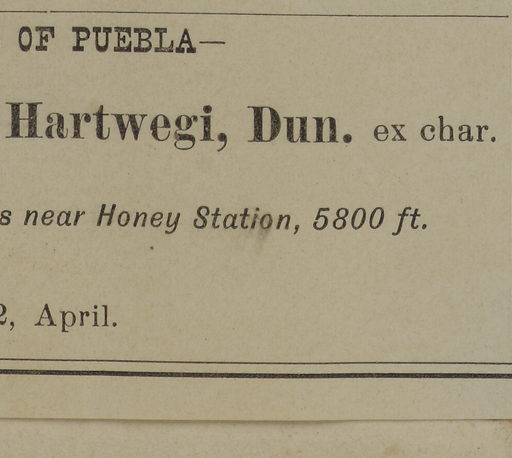 OF PUEBLA—
Hartwegi, Dun. ex char.
s near Honey Station, 5800 ft.
2, April.